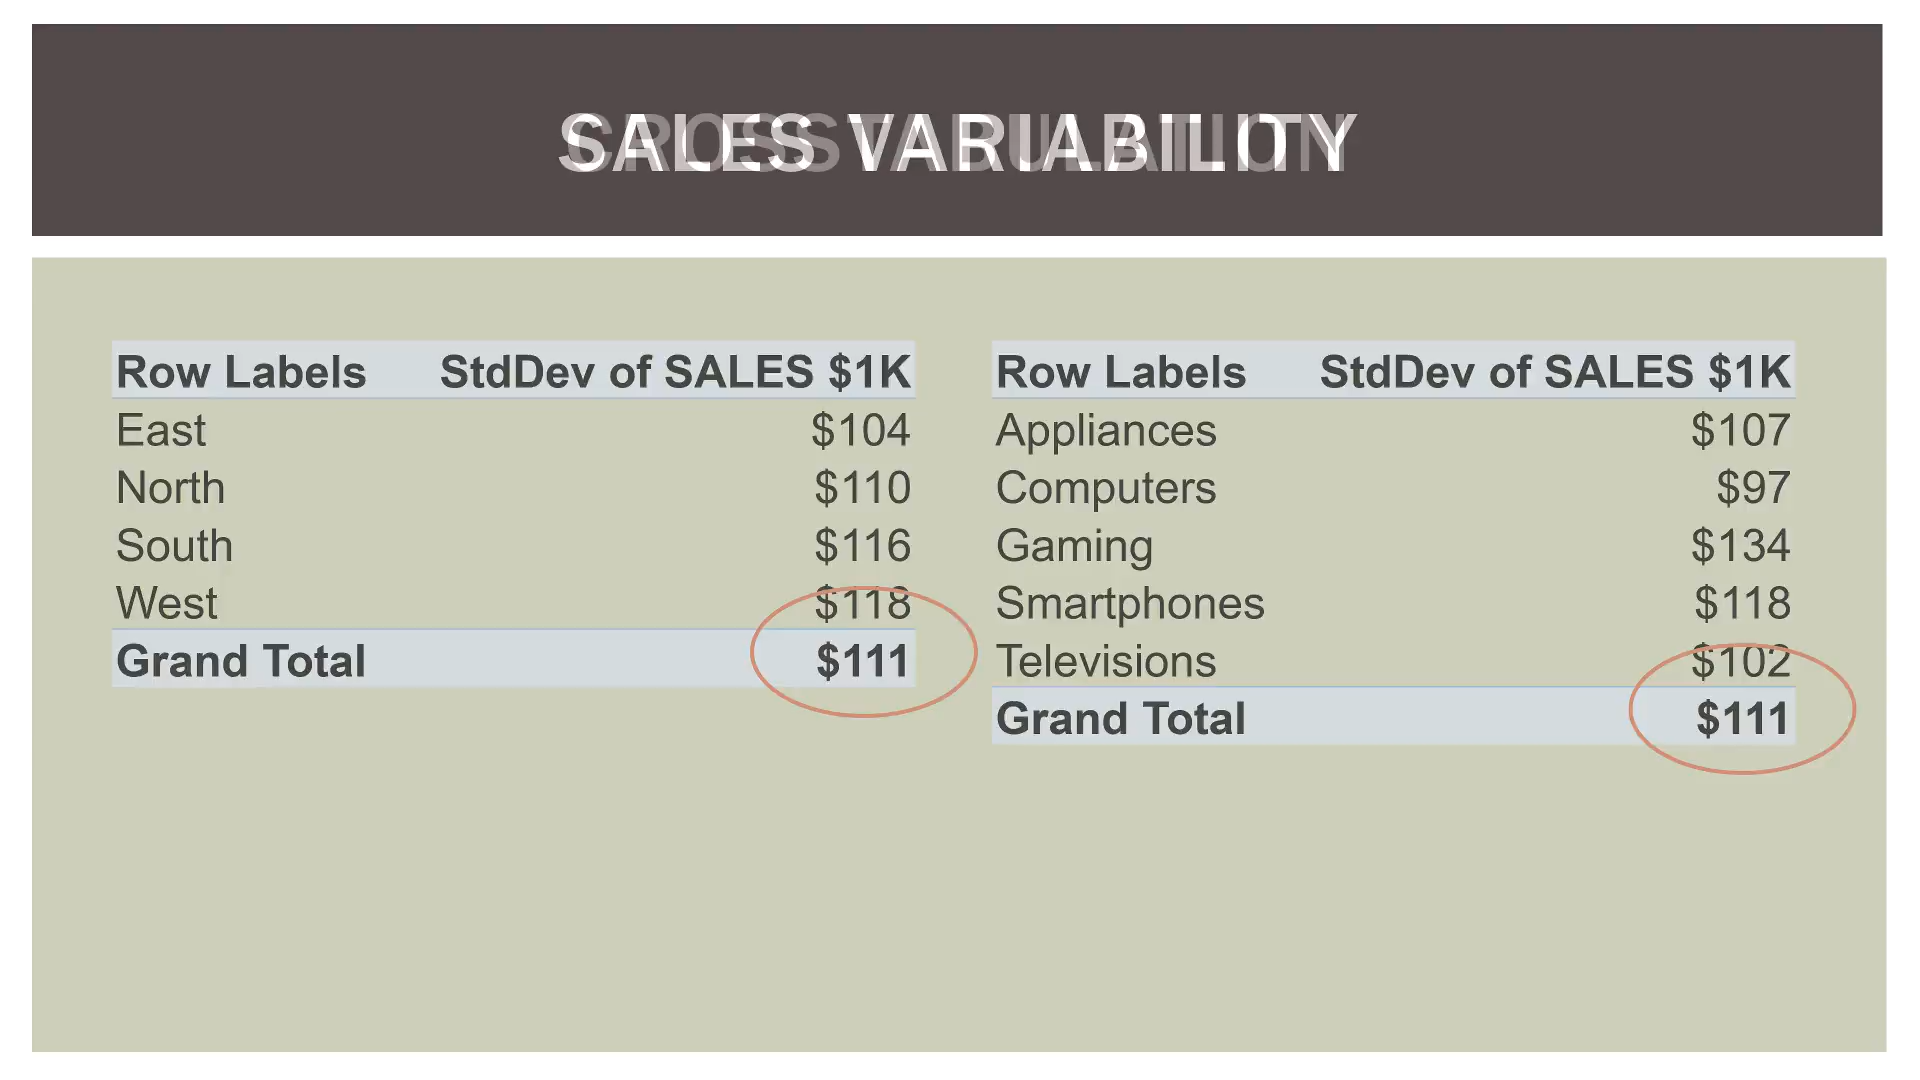 SALES VARIABILITY
CROSSTABULATION
Row Labels StdDev of SALES $1K
East $104
North $110
South $116
West $118
Grand Total $111
Row Labels StdDev of SALES $1K
Appliances $107
Computers $97
Gaming $134
Smartphones $118
Televisions $102
Grand Total $111